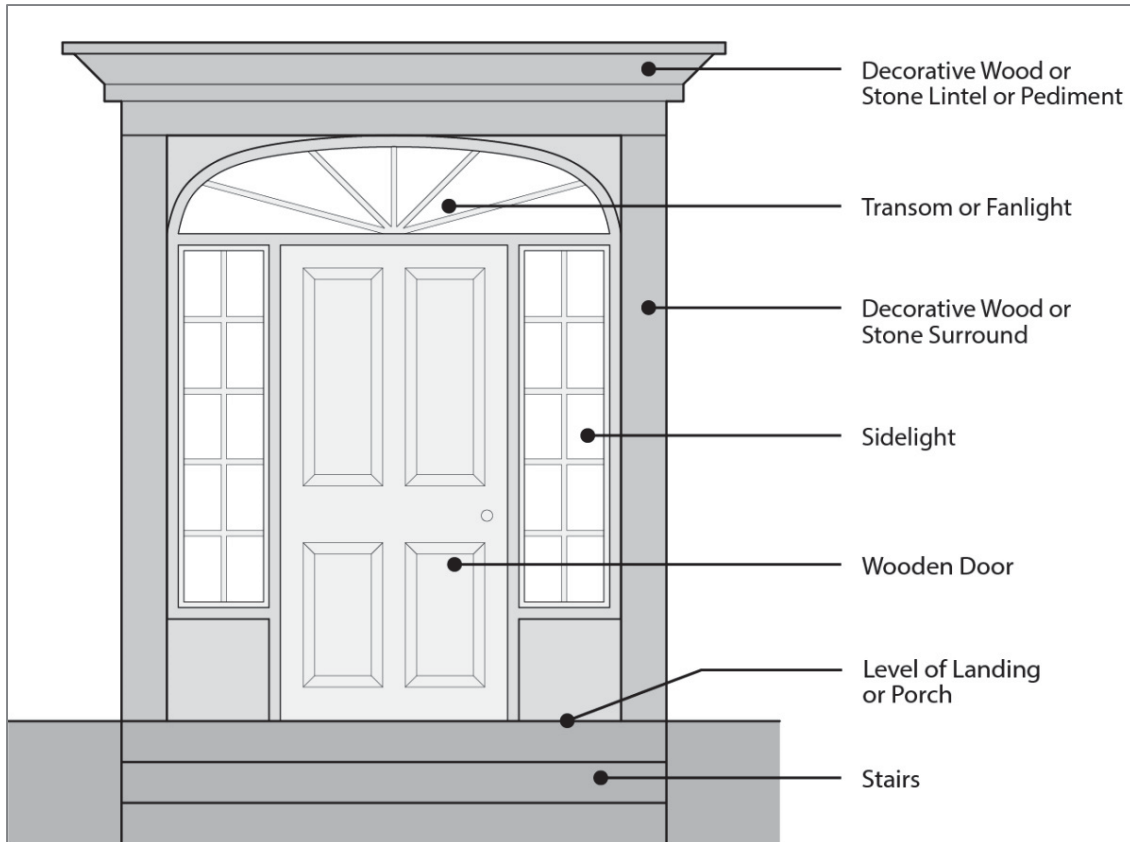 Decorative Wood or
Stone Lintel or Pediment
Transom or Fanlight
Decorative Wood or
Stone Surround
Sidelight
Wooden Door
Level of Landing
or Porch
Stairs